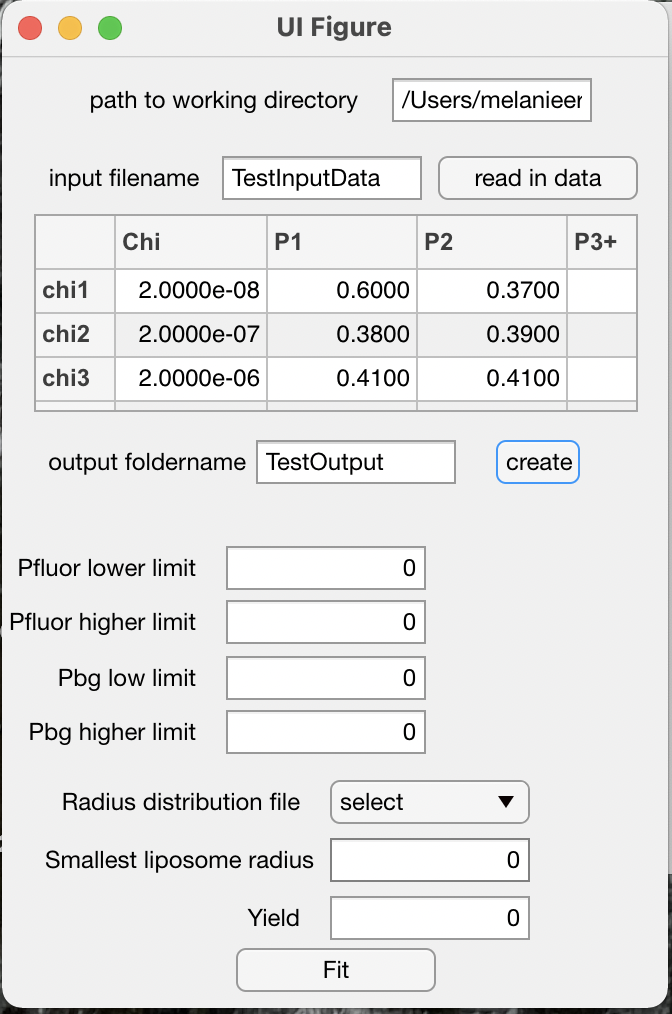 UI Figure
path to working directory /Users/melanieer
input filename TestInputData read in data
Chi P1 P2 P3+
chi1 2.0000e-08 0.6000 0.3700
chi2 2.0000e-07 0.3800 0.3900
chi3 2.0000e-06 0.4100 0.4100
output foldername TestOutput create
Pfluor lower limit 0
Pfluor higher limit 0
Pbg low limit 0
Pbg higher limit 0
Radius distribution file select
Smallest liposome radius 0
Yield 0
Fit